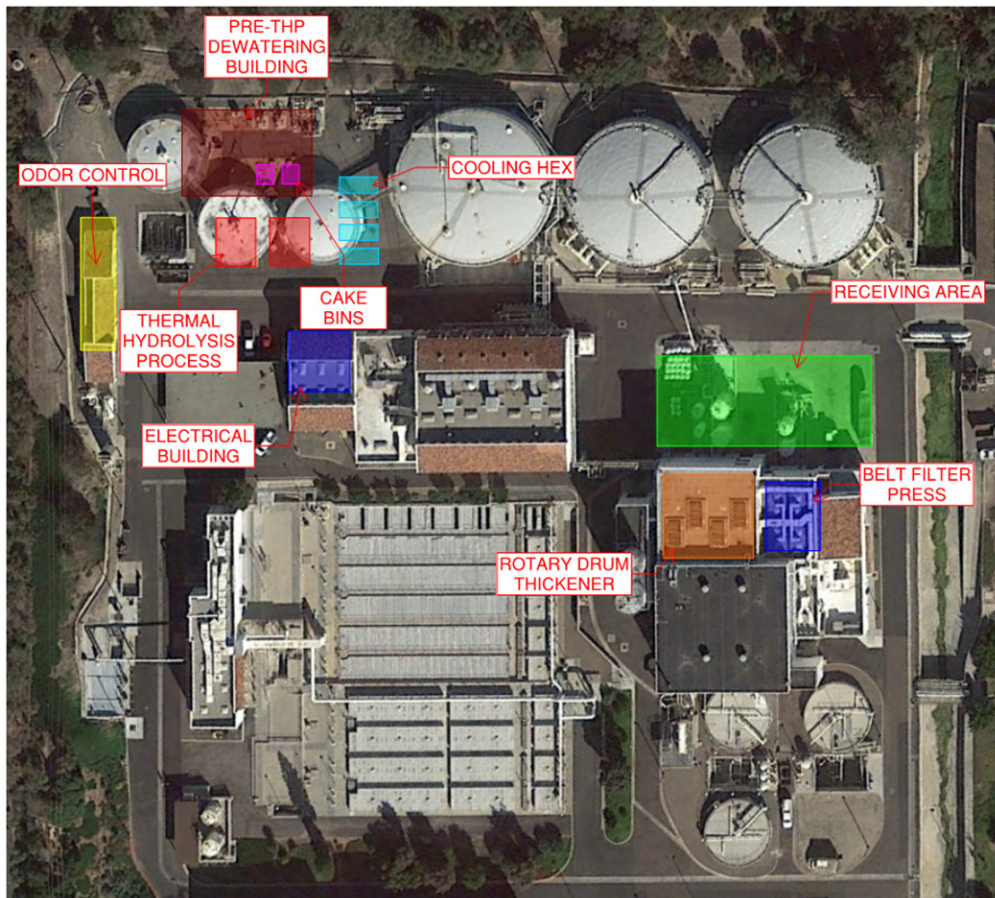 PRE-THP
DEWATERING
BUILDING
ODOR CONTROL
COOLING HEX
RECEIVING AREA
CAKE
BINS
THERMAL
HYDROLYSIS
PROCESS
ELECTRICAL
BUILDING
BELT FILTER
PRESS
ROTARY DRUM
THICKENER